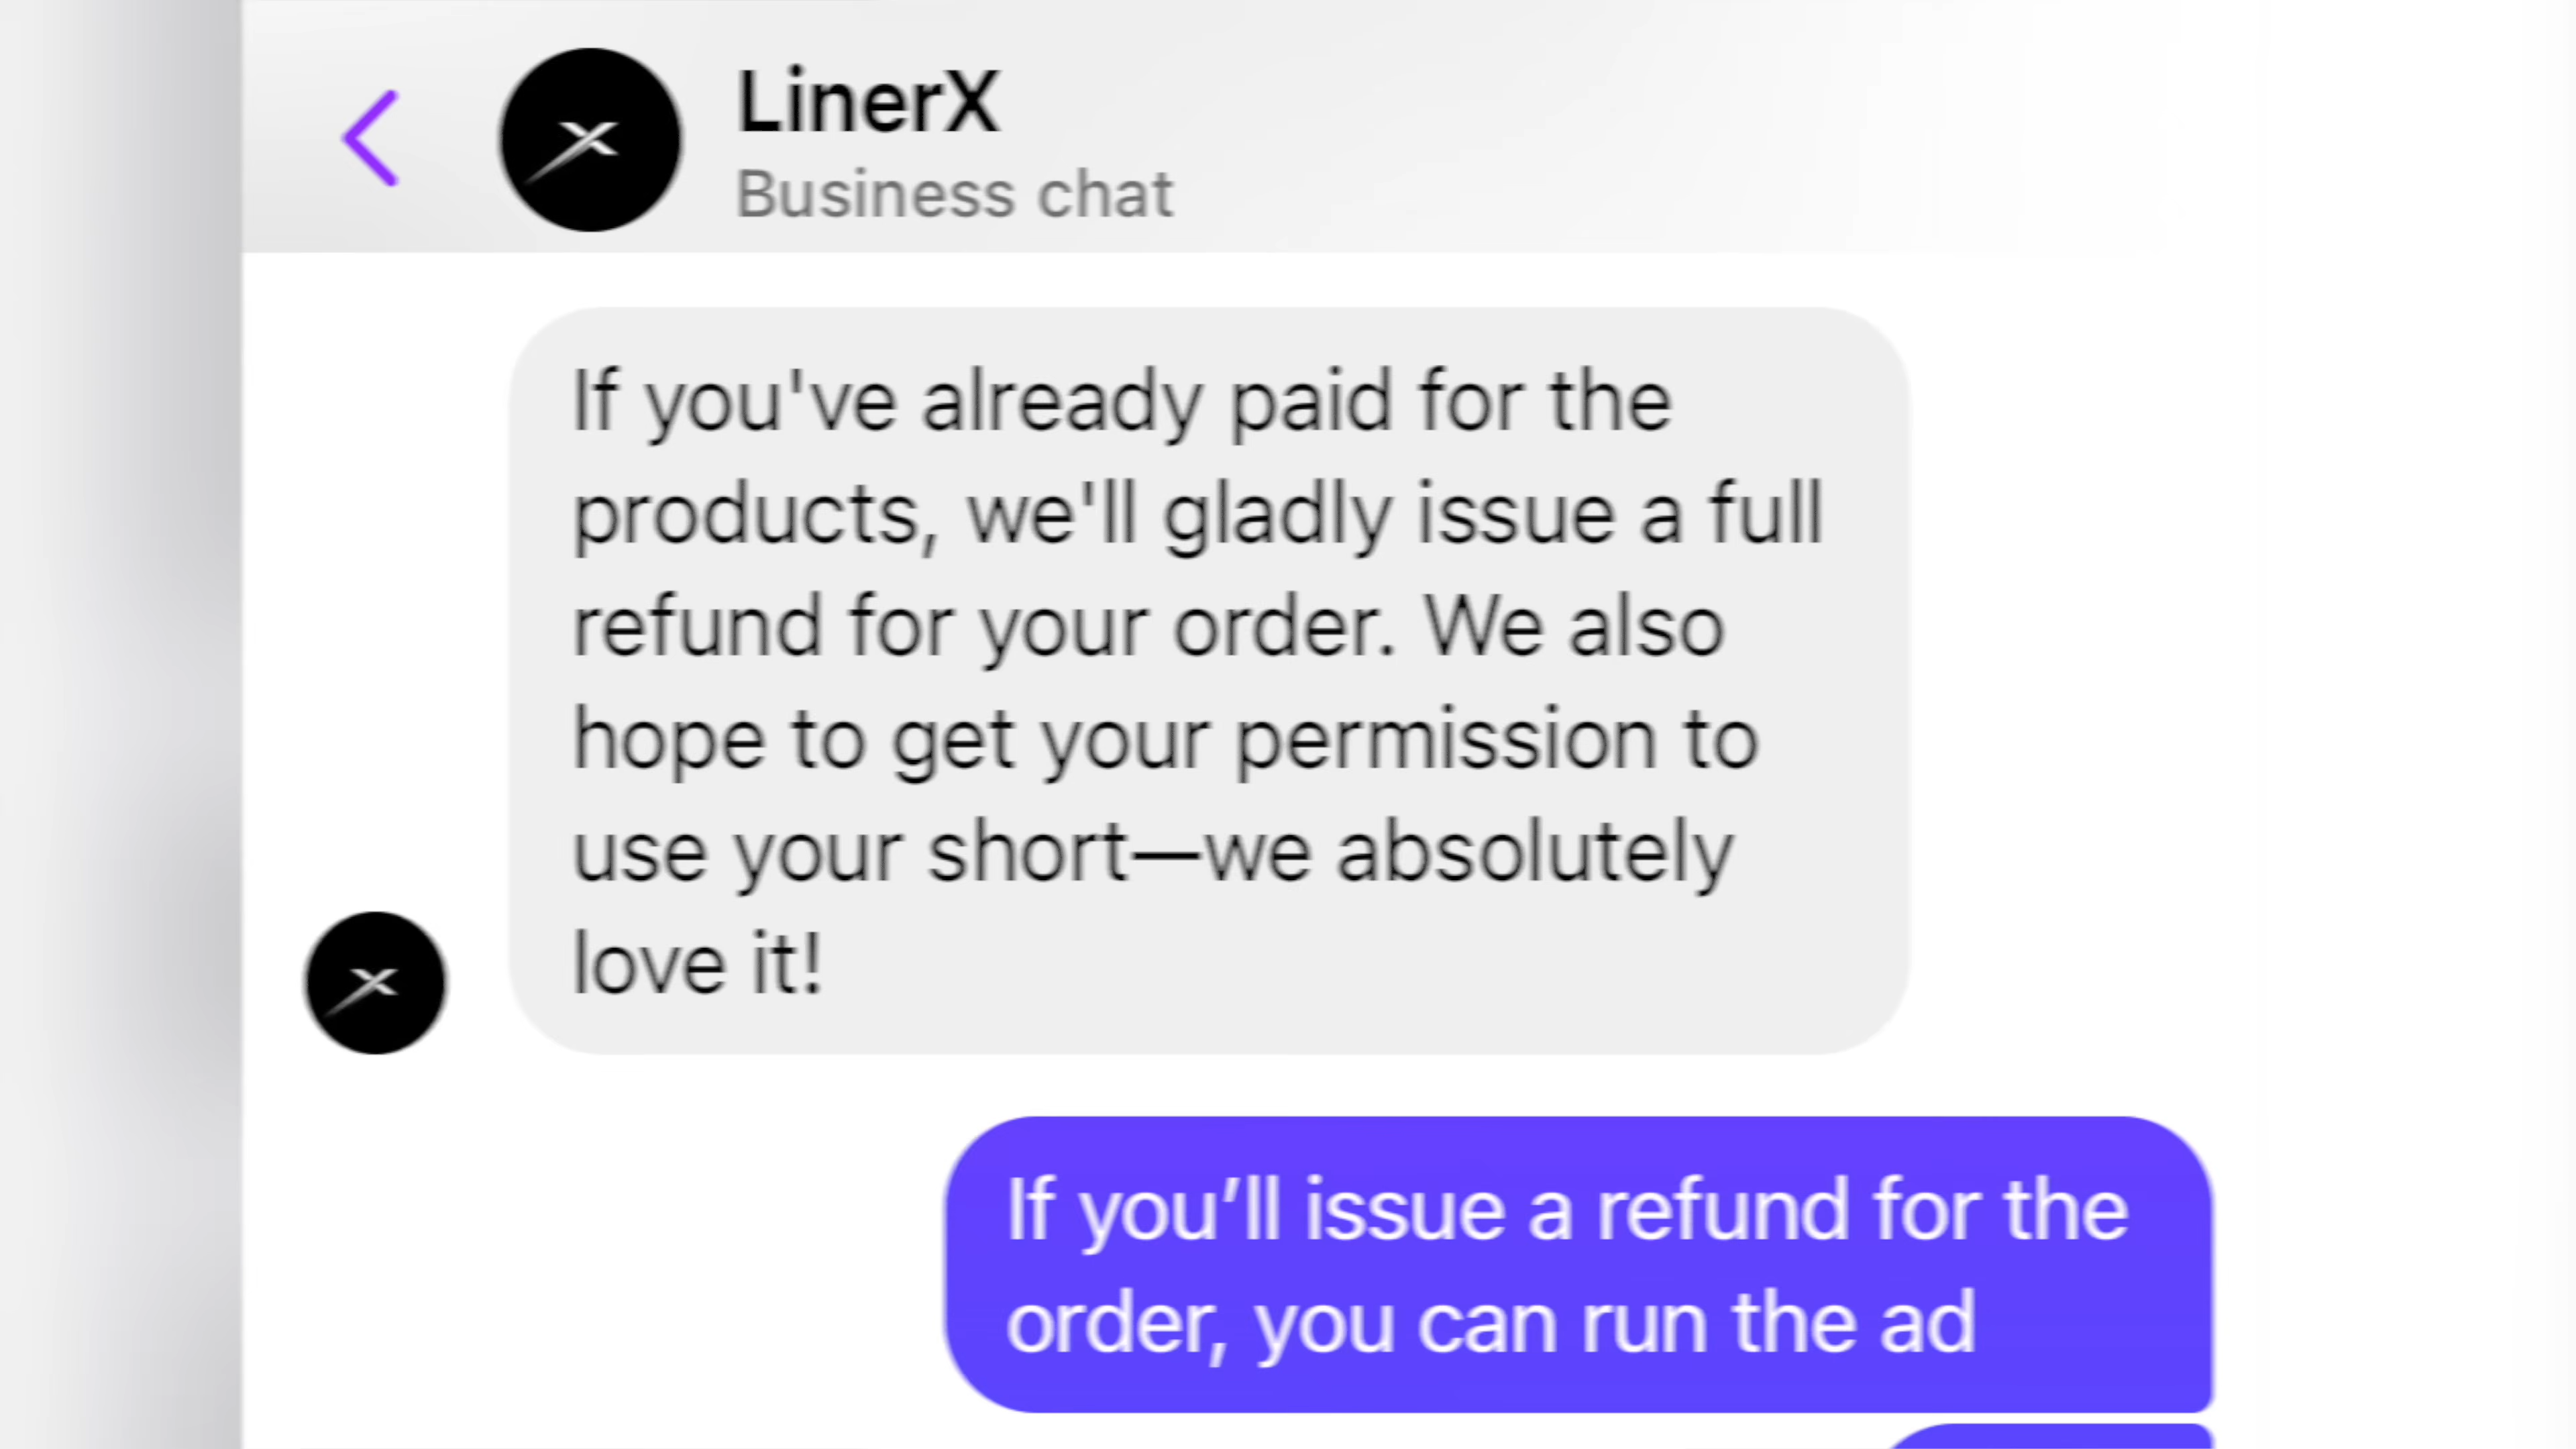 LinerX
Business chat
If you've already paid for the
products, we'll gladly issue a full
refund for your order. We also
hope to get your permission to
use your short—we absolutely
love it!
If you’ll issue a refund for the
order, you can run the ad